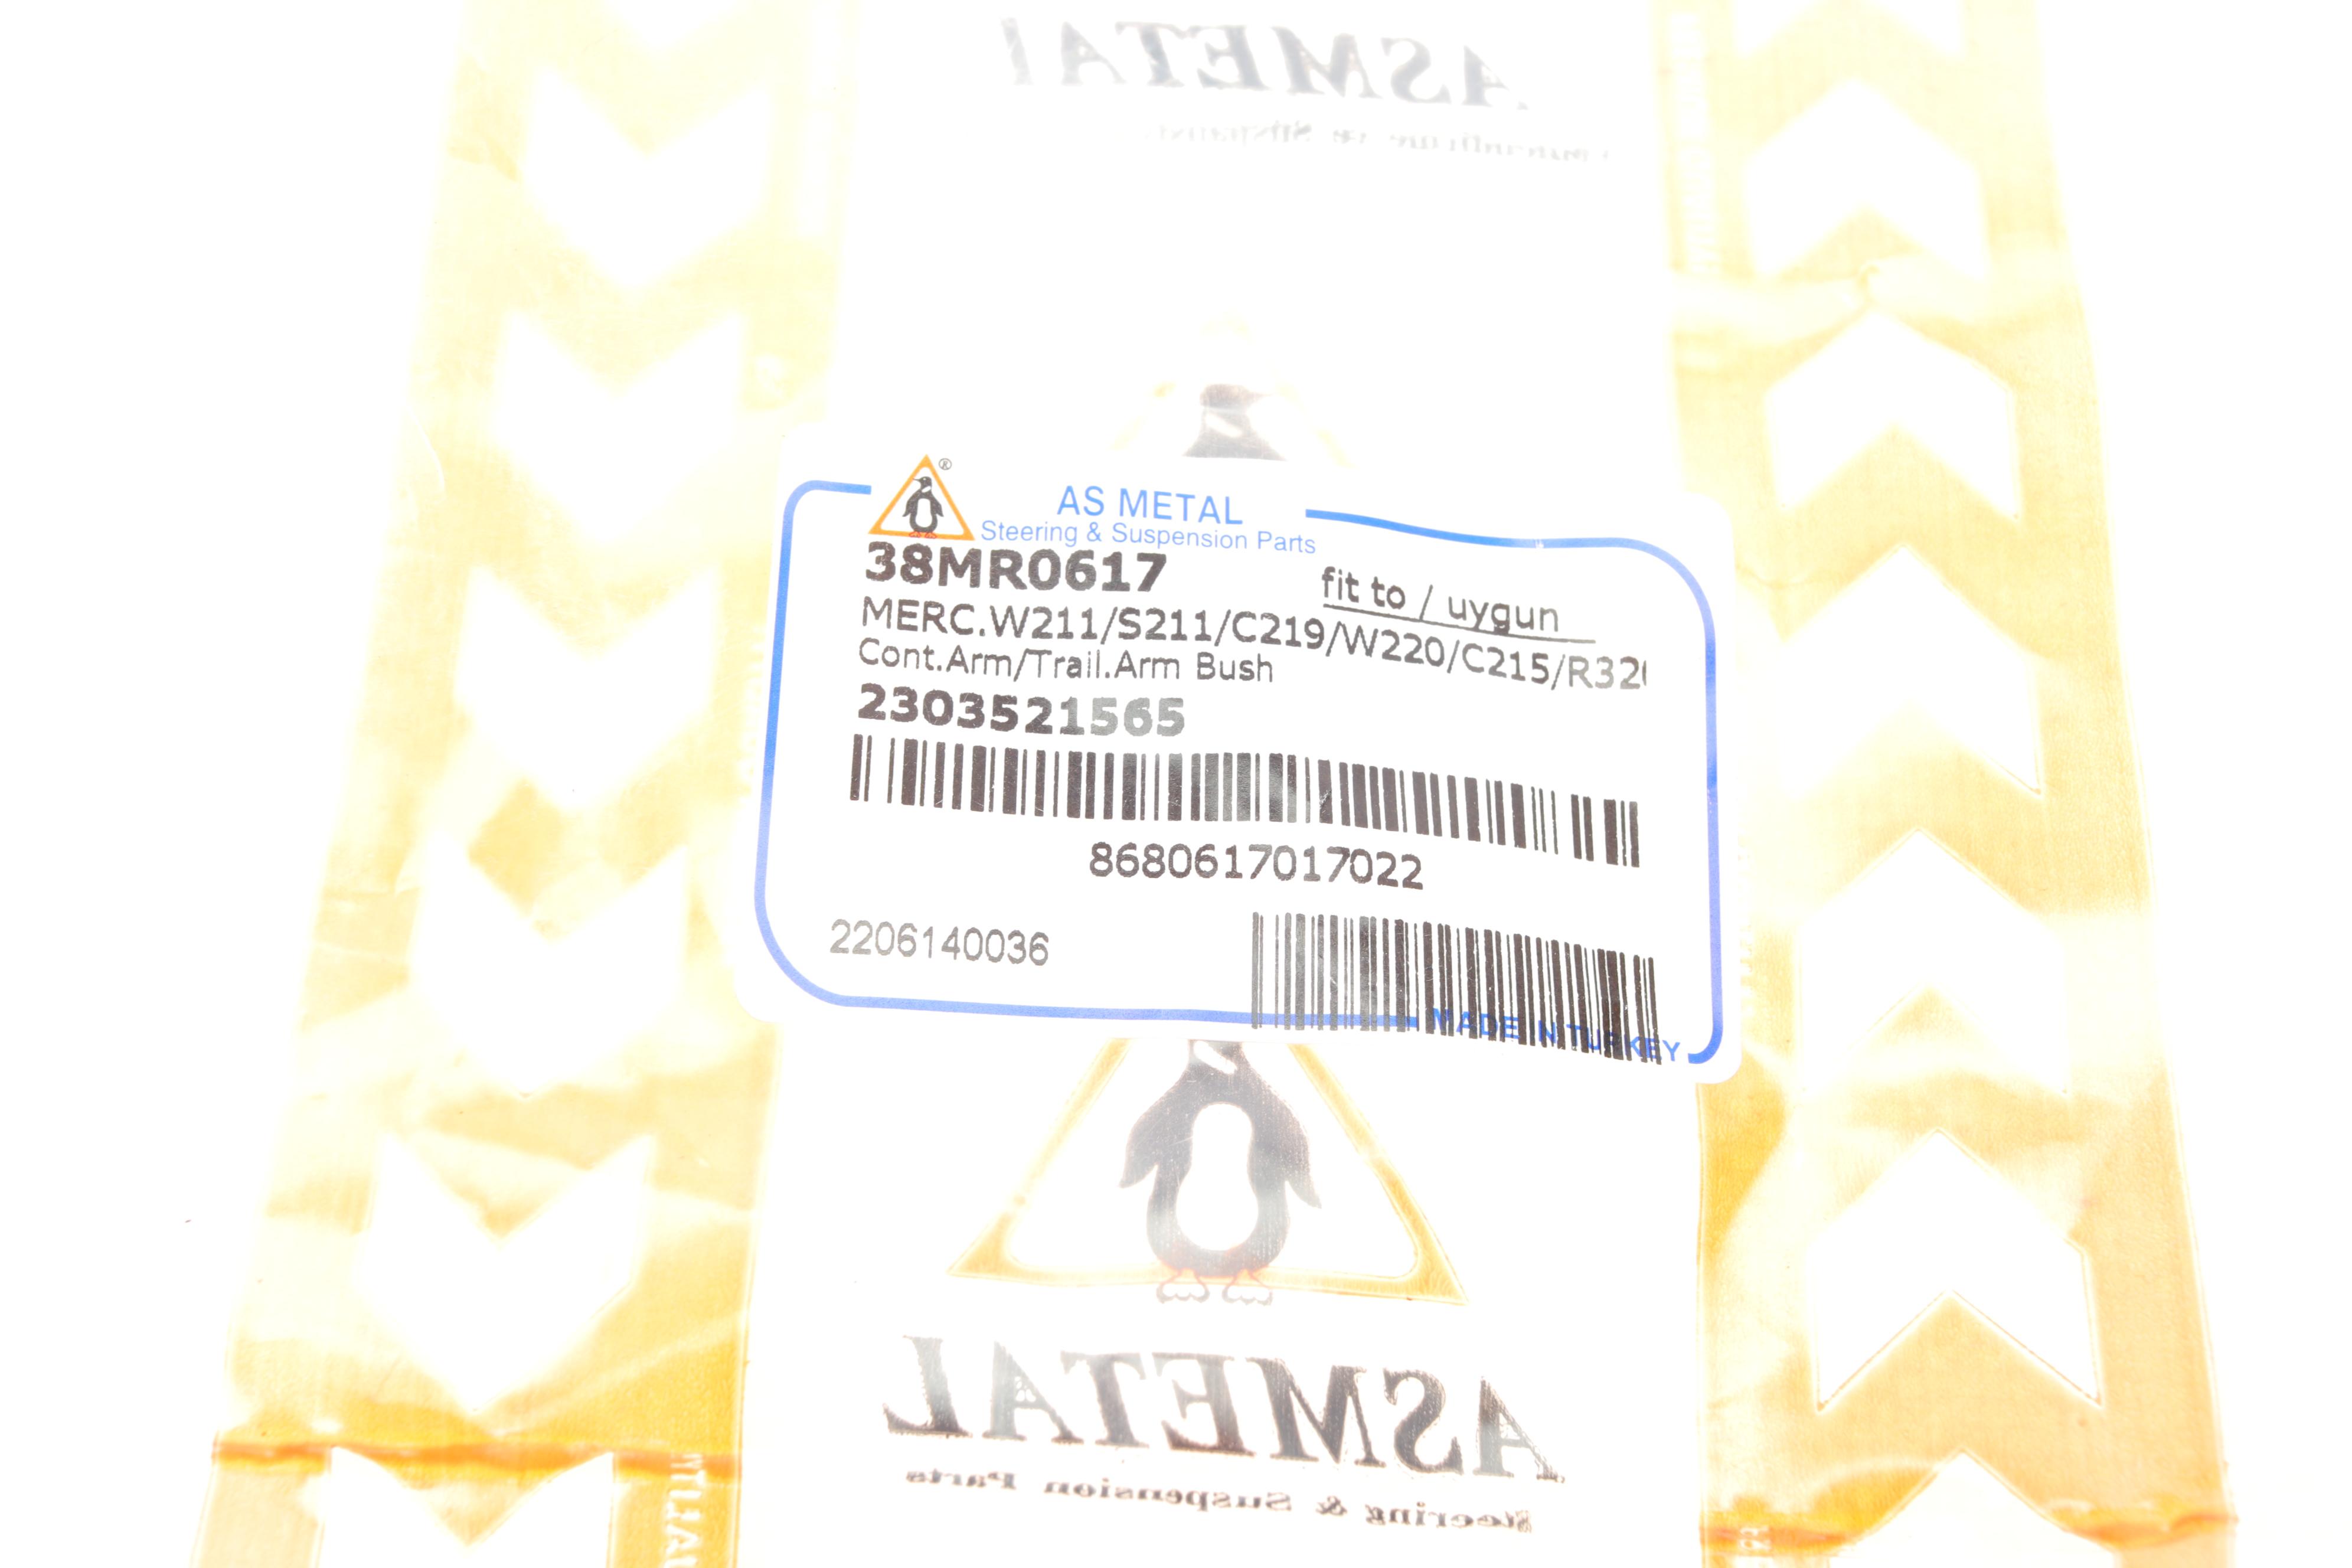 ASMETAL
®
AS METAL
Steering & Suspension Parts
38MR0617
fit to / uygun
MERC.W211/S211/C219/W220/C215/R32
Cont.Arm/Trail.Arm Bush
2303521565
8680617017022
2206140036
MADE IN TURKEY
ASMETAL
Steering & Suspension Parts